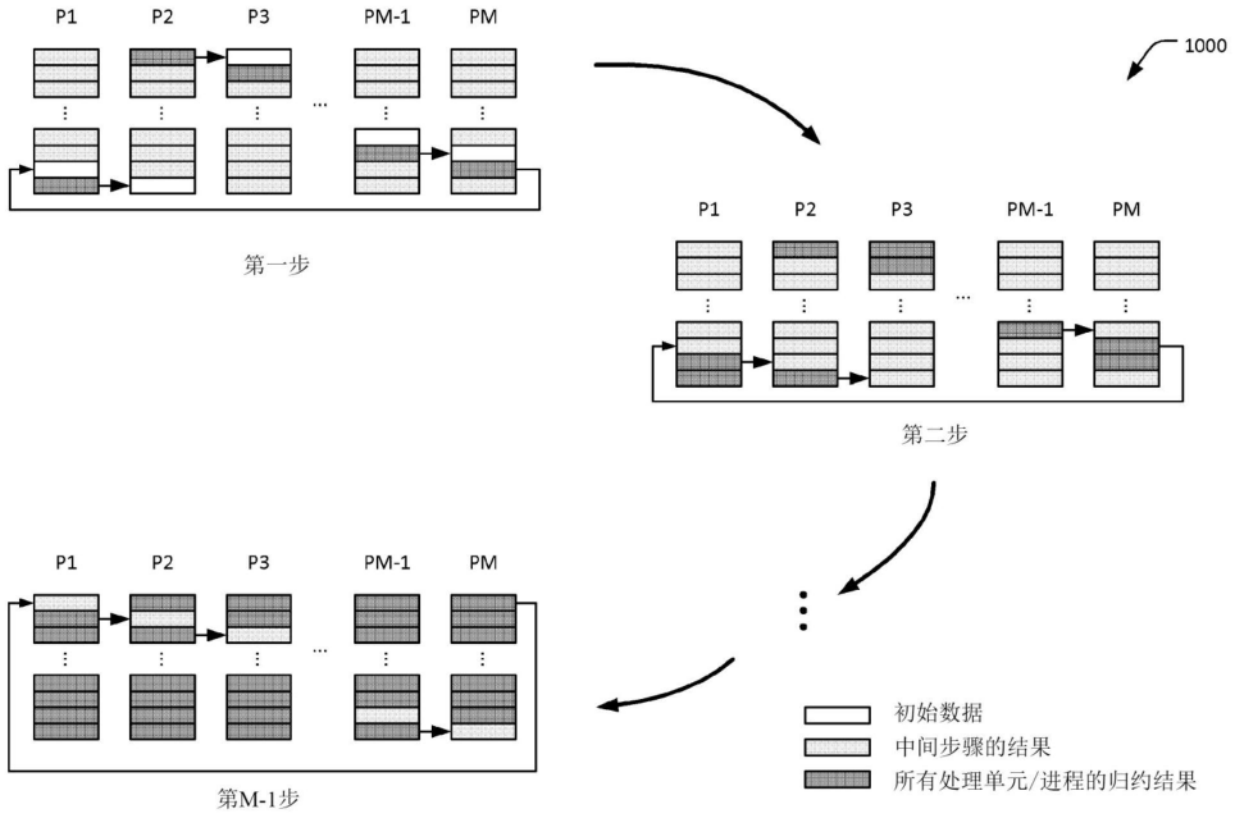 P1 P2 P3 PM-1 PM
1000
...
第一步
P1 P2 P3 PM-1 PM
...
第二步
P1 P2 P3 PM-1 PM
...
第M-1步
初始数据
中间步骤的结果
所有处理单元/进程的归约结果